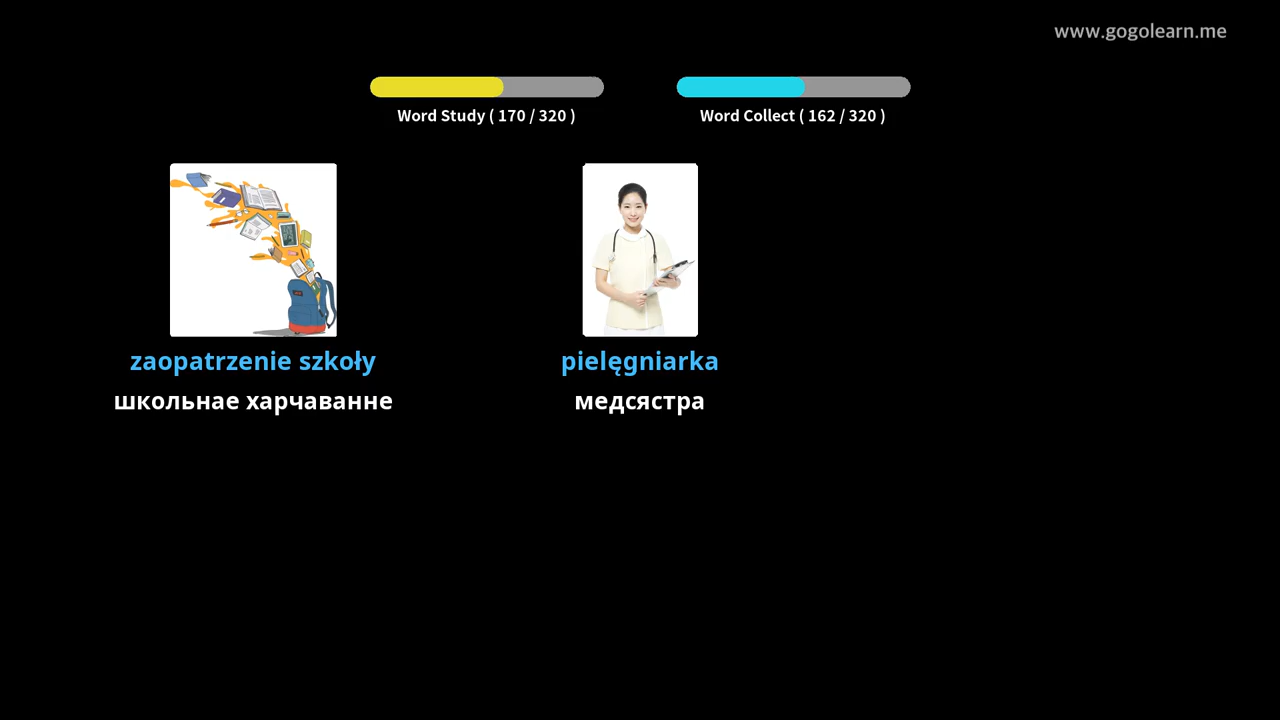 www.gogolearn.me
Word Study ( 170 / 320 )
Word Collect ( 162 / 320 )
zaopatrzenie szkoły
школьнае харчаванне
pielęgniarka
медсястра